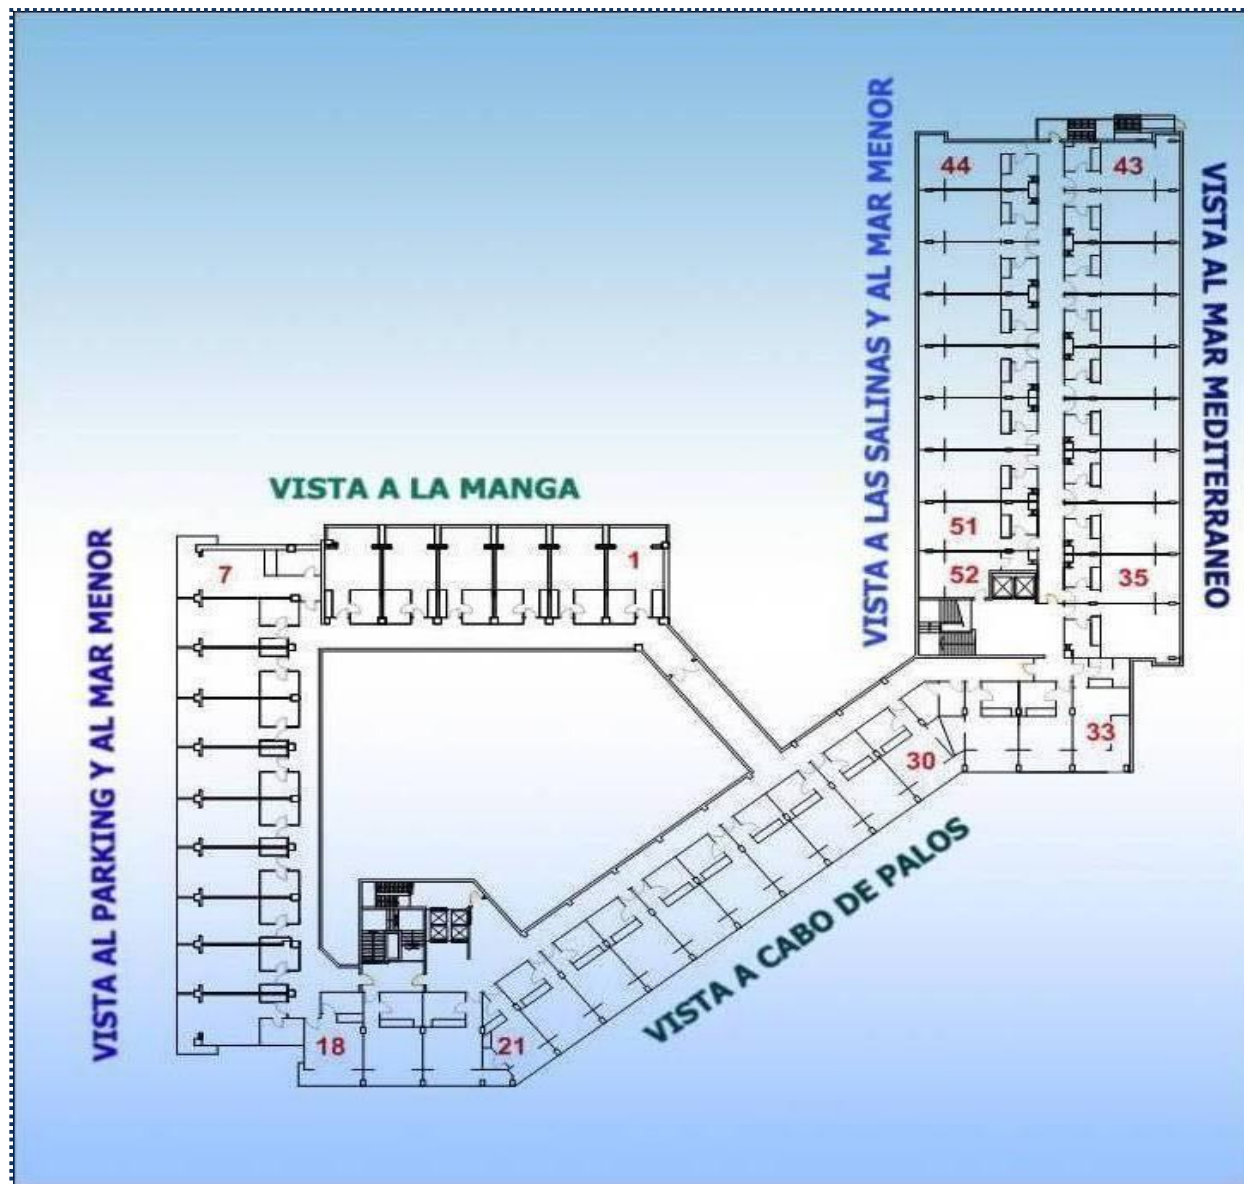 VISTA A LAS SALINAS Y AL MAR MENOR
44
43
VISTA AL MAR MEDITERRANEO
VISTA A LA MANGA
51
52
35
VISTA AL PARKING Y AL MAR MENOR
7
1
33
30
VISTA A CABO DE PALOS
18
21